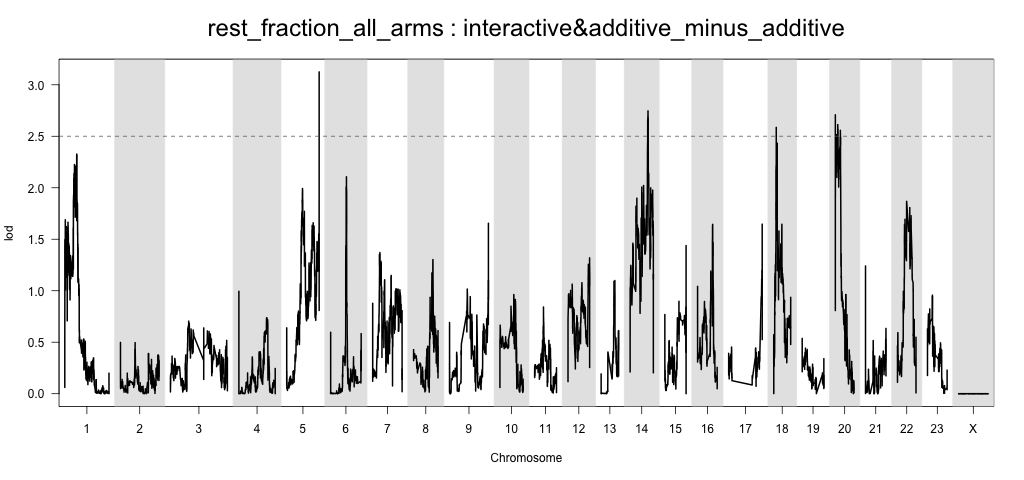 rest_fraction_all_arms : interactive&additive_minus_additive
3.0
2.5
2.0
1.5
1.0
0.5
0.0
lod
1 2 3 4 5 6 7 8 9 10 11 12 13 14 15 16 17 18 19 20 21 22 23 X
Chromosome